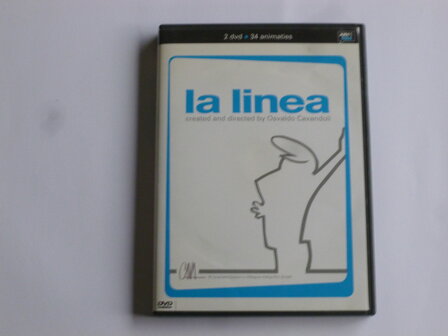 2 dvd • 34 animaties
la linea
created and directed by Osvaldo Cavandoli
DVD